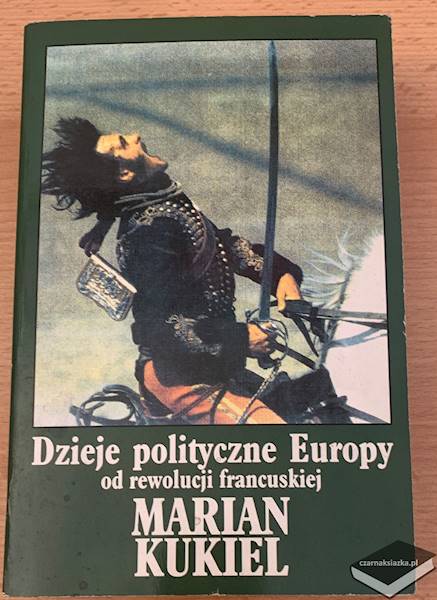 Dzieje polityczne Europy
od rewolucji francuskiej
MARIAN
KUKIEL
czarnaksiazka.pl